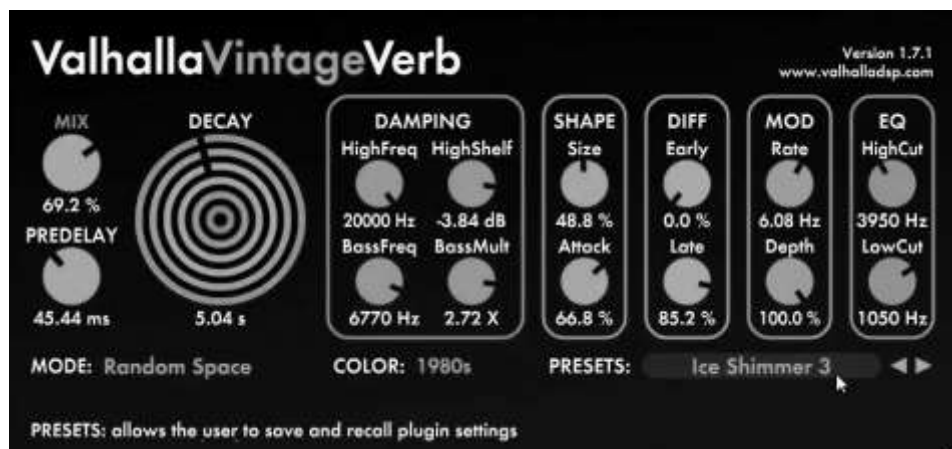 ValhallaVintageVerb
Version 1.7.1
www.valhalladsp.com
MIX
69.2 %
PREDELAY
45.44 ms
DECAY
5.04 s
DAMPING
HighFreq HighShelf
20000 Hz -3.84 dB
BassFreq BassMult
6770 Hz 2.72 X
SHAPE
Size
48.8 %
Attack
66.8 %
DIFF
Early
0.0 %
Late
85.2 %
MOD
Rate
6.08 Hz
Depth
100.0 %
EQ
HighCut
3950 Hz
LowCut
1050 Hz
MODE: Random Space COLOR: 1980s PRESETS: Ice Shimmer 3
PRESETS: allows the user to save and recall plugin settings